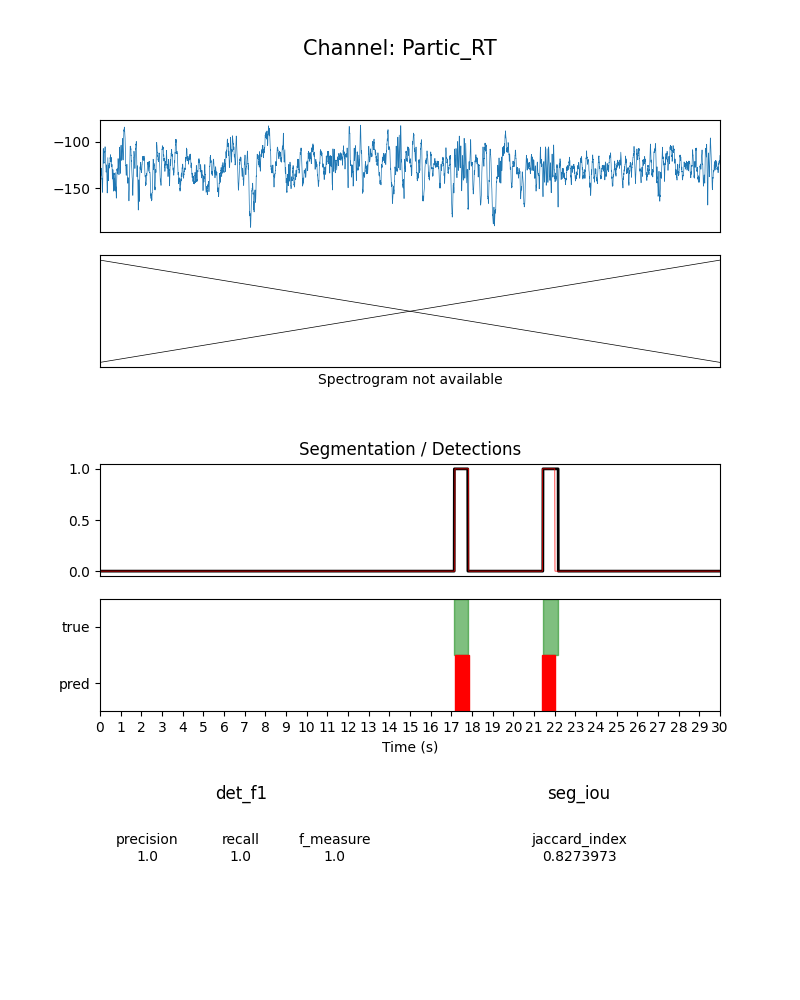 Channel: Partic_RT
−100
−150
Spectrogram not available
Segmentation / Detections
1.0
0.5
0.0
true
pred
0 1 2 3 4 5 6 7 8 9 10 11 12 13 14 15 16 17 18 19 20 21 22 23 24 25 26 27 28 29 30
Time (s)
det_f1 seg_iou
precision recall f_measure jaccard_index
1.0 1.0 1.0 0.8273973